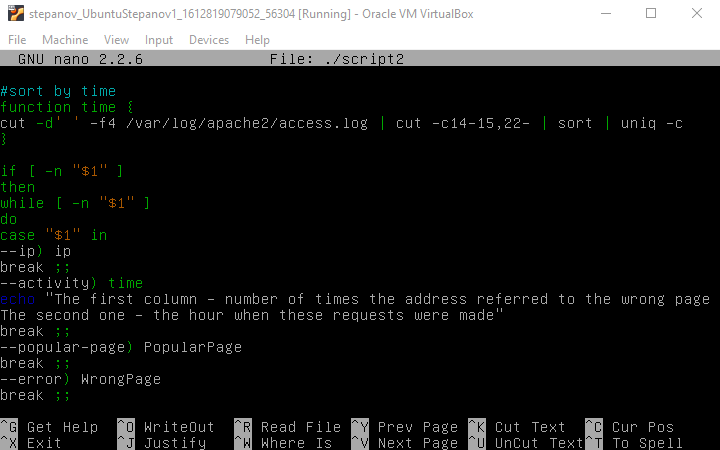 stepanov_UbuntuStepanov1_1612819079052_56304 [Running] - Oracle VM VirtualBox
File Machine View Input Devices Help
GNU nano 2.2.6 File: ./script2
#sort by time
function time {
cut -d' ' -f4 /var/log/apache2/access.log | cut -c14-15,22- | sort | uniq -c
}
if [ -n "$1" ]
then
while [ -n "$1" ]
do
case "$1" in
--ip) ip
break ;;
--activity) time
echo "The first column - number of times the address referred to the wrong page
The second one - the hour when these requests were made"
break ;;
--popular-page) PopularPage
break ;;
--error) WrongPage
break ;;
^G Get Help ^O WriteOut ^R Read File ^Y Prev Page ^K Cut Text ^C Cur Pos
^X Exit ^J Justify ^W Where Is ^V Next Page ^U UnCut Text ^T To Spell